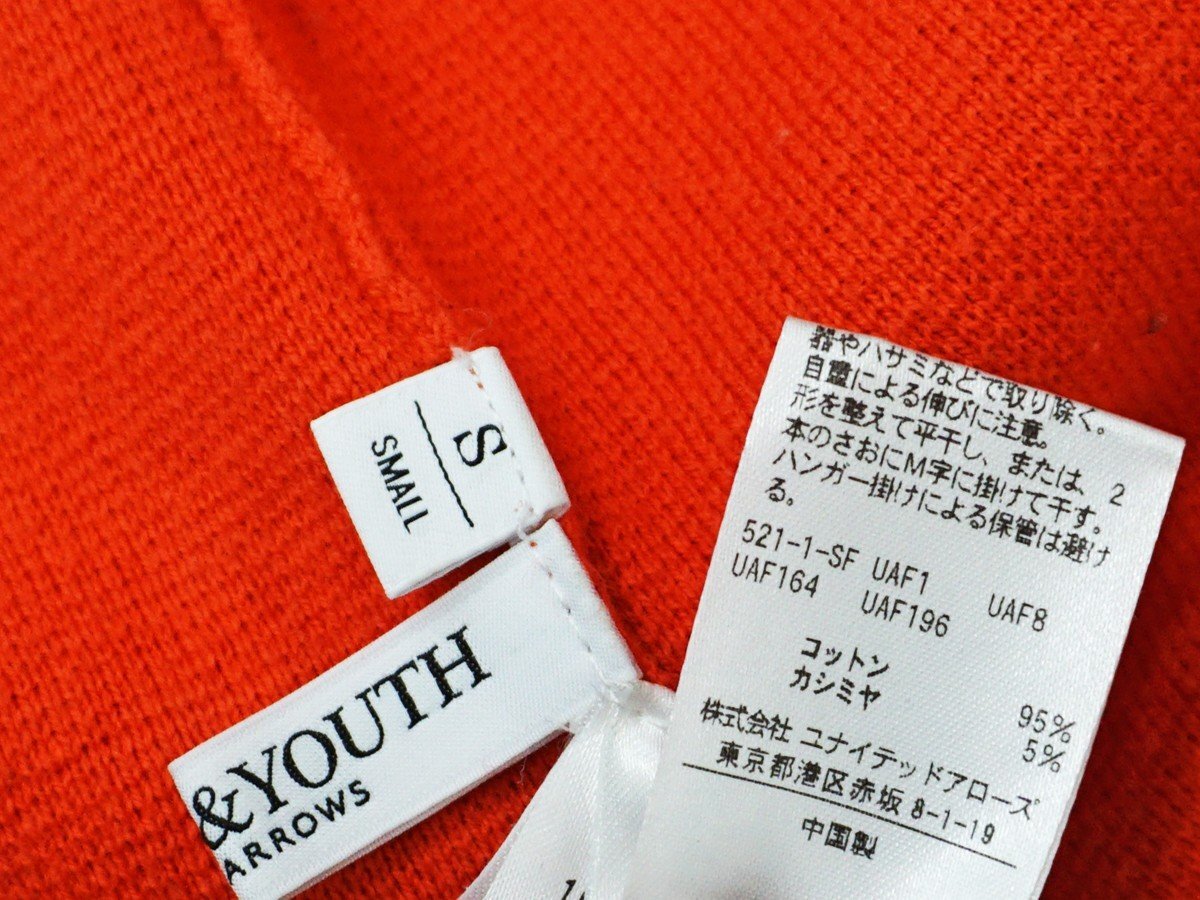 S
SMALL
&YOUTH
ARROWS
器やハサミなどで取り除く。
自重による伸びに注意。
形を整えて平干し、または、2
本のさおにM字に掛けて干す。
ハンガー掛けによる保管は避け
る。
521-1-SF UAF1 UAF8
UAF164 UAF196
コットン 95%
カシミヤ 5%
株式会社 ユナイテッドアローズ
東京都港区赤坂 8-1-19
中国製